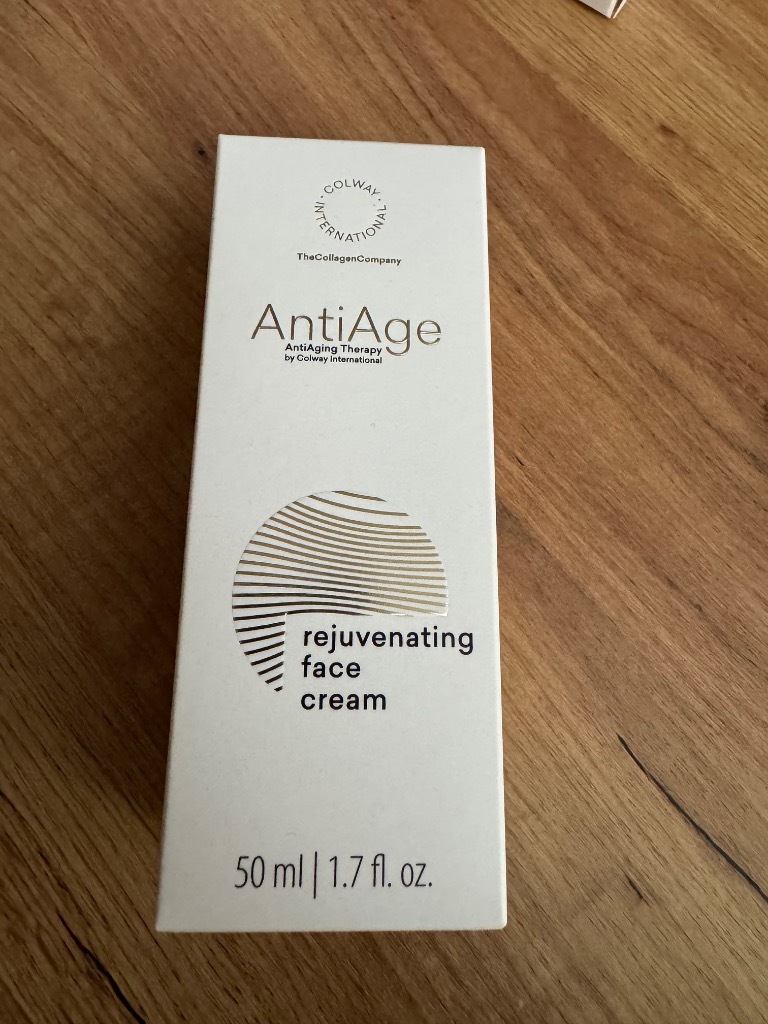 COLWAY
INTERNATIONAL
TheCollagenCompany
AntiAge
AntiAging Therapy
by Colway International
rejuvenating
face
cream
50 ml | 1.7 fl. oz.